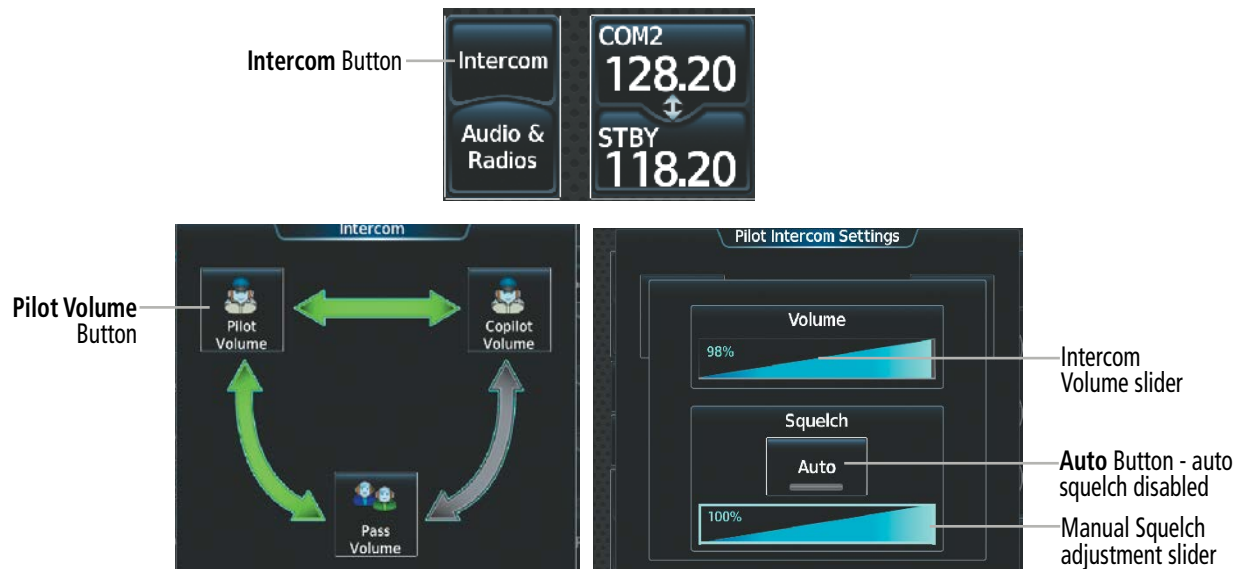 Intercom Button
Intercom
Audio &
Radios
COM2
128.20
STBY
118.20
Intercom
Pilot Volume
Button
Pilot
Volume
Copilot
Volume
Pass
Volume
Pilot Intercom Settings
Volume
98%
Intercom
Volume slider
Squelch
Auto
Auto Button - auto
squelch disabled
100%
Manual Squelch
adjustment slider